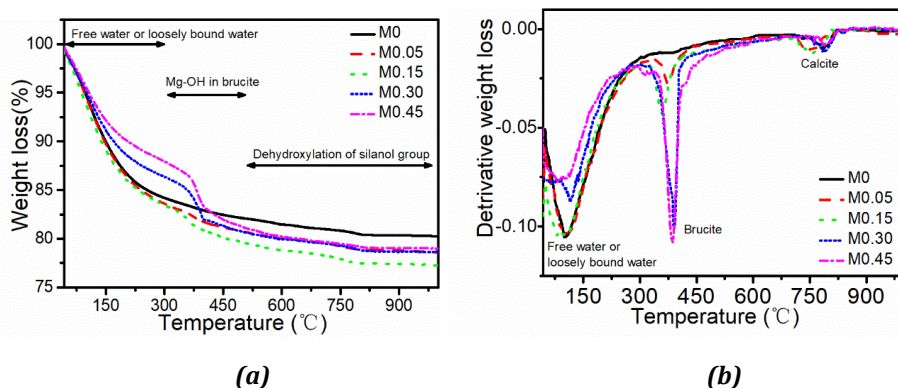 100
95
90
85
80
75
Weight loss(%)
Free water or loosely bound water
Mg-OH in brucite
Dehydroxylation of silanol group
M0
M0.05
M0.15
M0.30
M0.45
150 300 450 600 750 900
Temperature (℃)
(a)
0.00
-0.05
-0.10
Detrivative weight loss
Calcite
Brucite
Free water or
loosely bound water
M0
M0.05
M0.15
M0.30
M0.45
150 300 450 600 750 900
Temperature (℃)
(b)